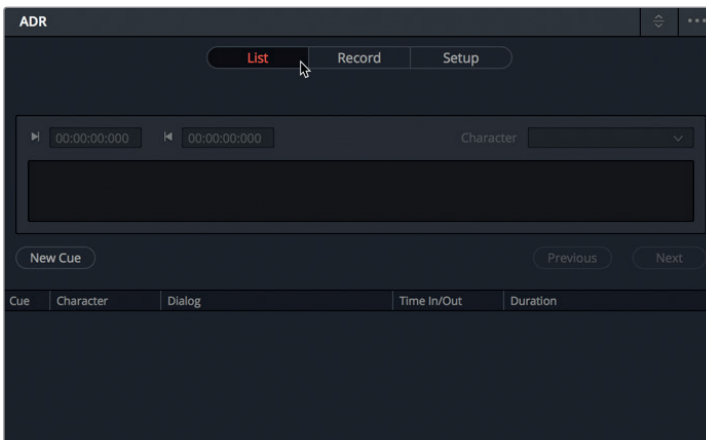 ADR
List Record Setup
00:00:00:000 00:00:00:000 Character
New Cue Previous Next
Cue Character Dialog Time In/Out Duration